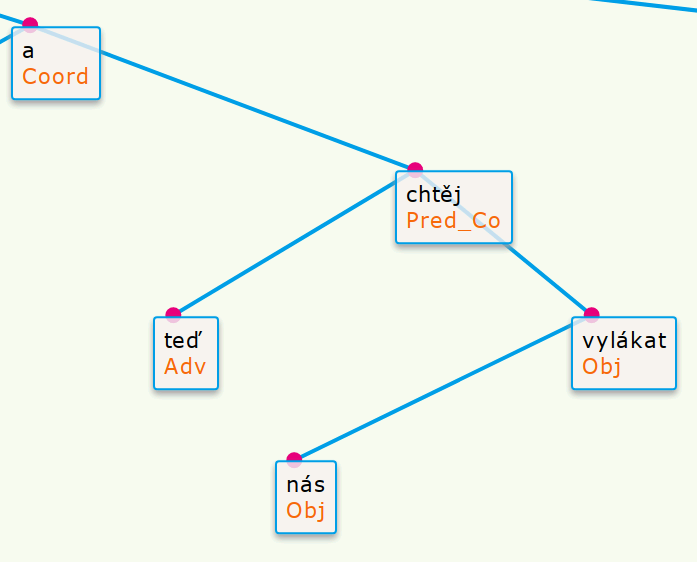 a
Coord
chtěj
Pred_Co
teď
Adv
vylákat
Obj
nás
Obj